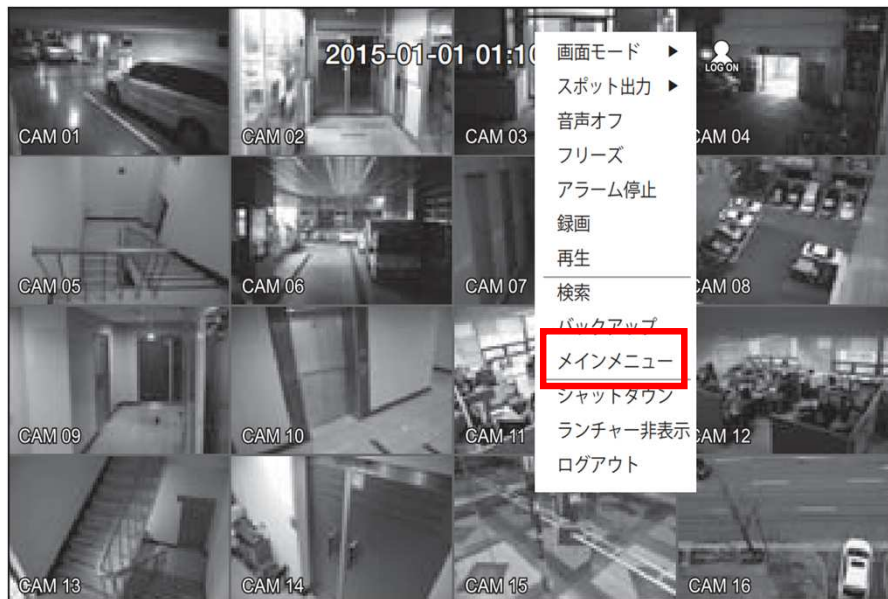 2015-01-01 01:10
LOG ON
CAM 01
CAM 02
CAM 03
CAM 04
CAM 05
CAM 06
CAM 07
CAM 08
CAM 09
CAM 10
CAM 11
CAM 12
CAM 13
CAM 14
CAM 15
CAM 16
画面モード ▶
スポット出力 ▶
音声オフ
フリーズ
アラーム停止
録画
再生
検索
バックアップ
メインメニュー
シャットダウン
ランチャー非表示
ログアウト